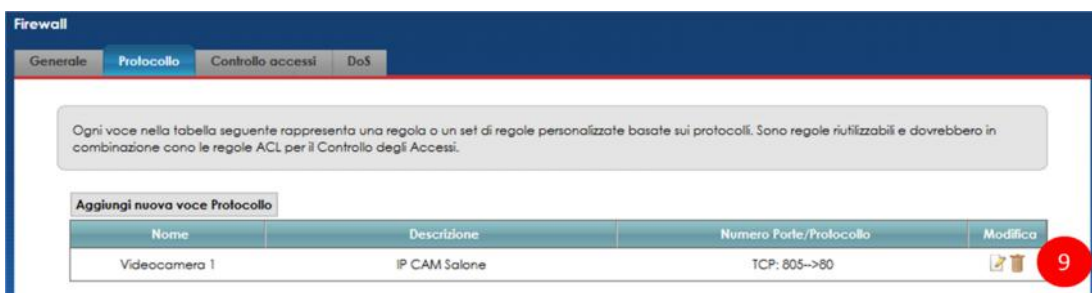 Firewall
Generale Protocollo Controllo accessi DoS
Ogni voce nella tabella seguente rappresenta una regola o un set di regole personalizzate basate sui protocolli. Sono regole riutilizzabili e dovrebbero in
combinazione cono le regole ACL per il Controllo degli Accessi.
Aggiungi nuova voce Protocollo
Nome Descrizione Numero Porte/Protocollo Modifica
Videocamera 1 IP CAM Salone TCP: 805-->80 9